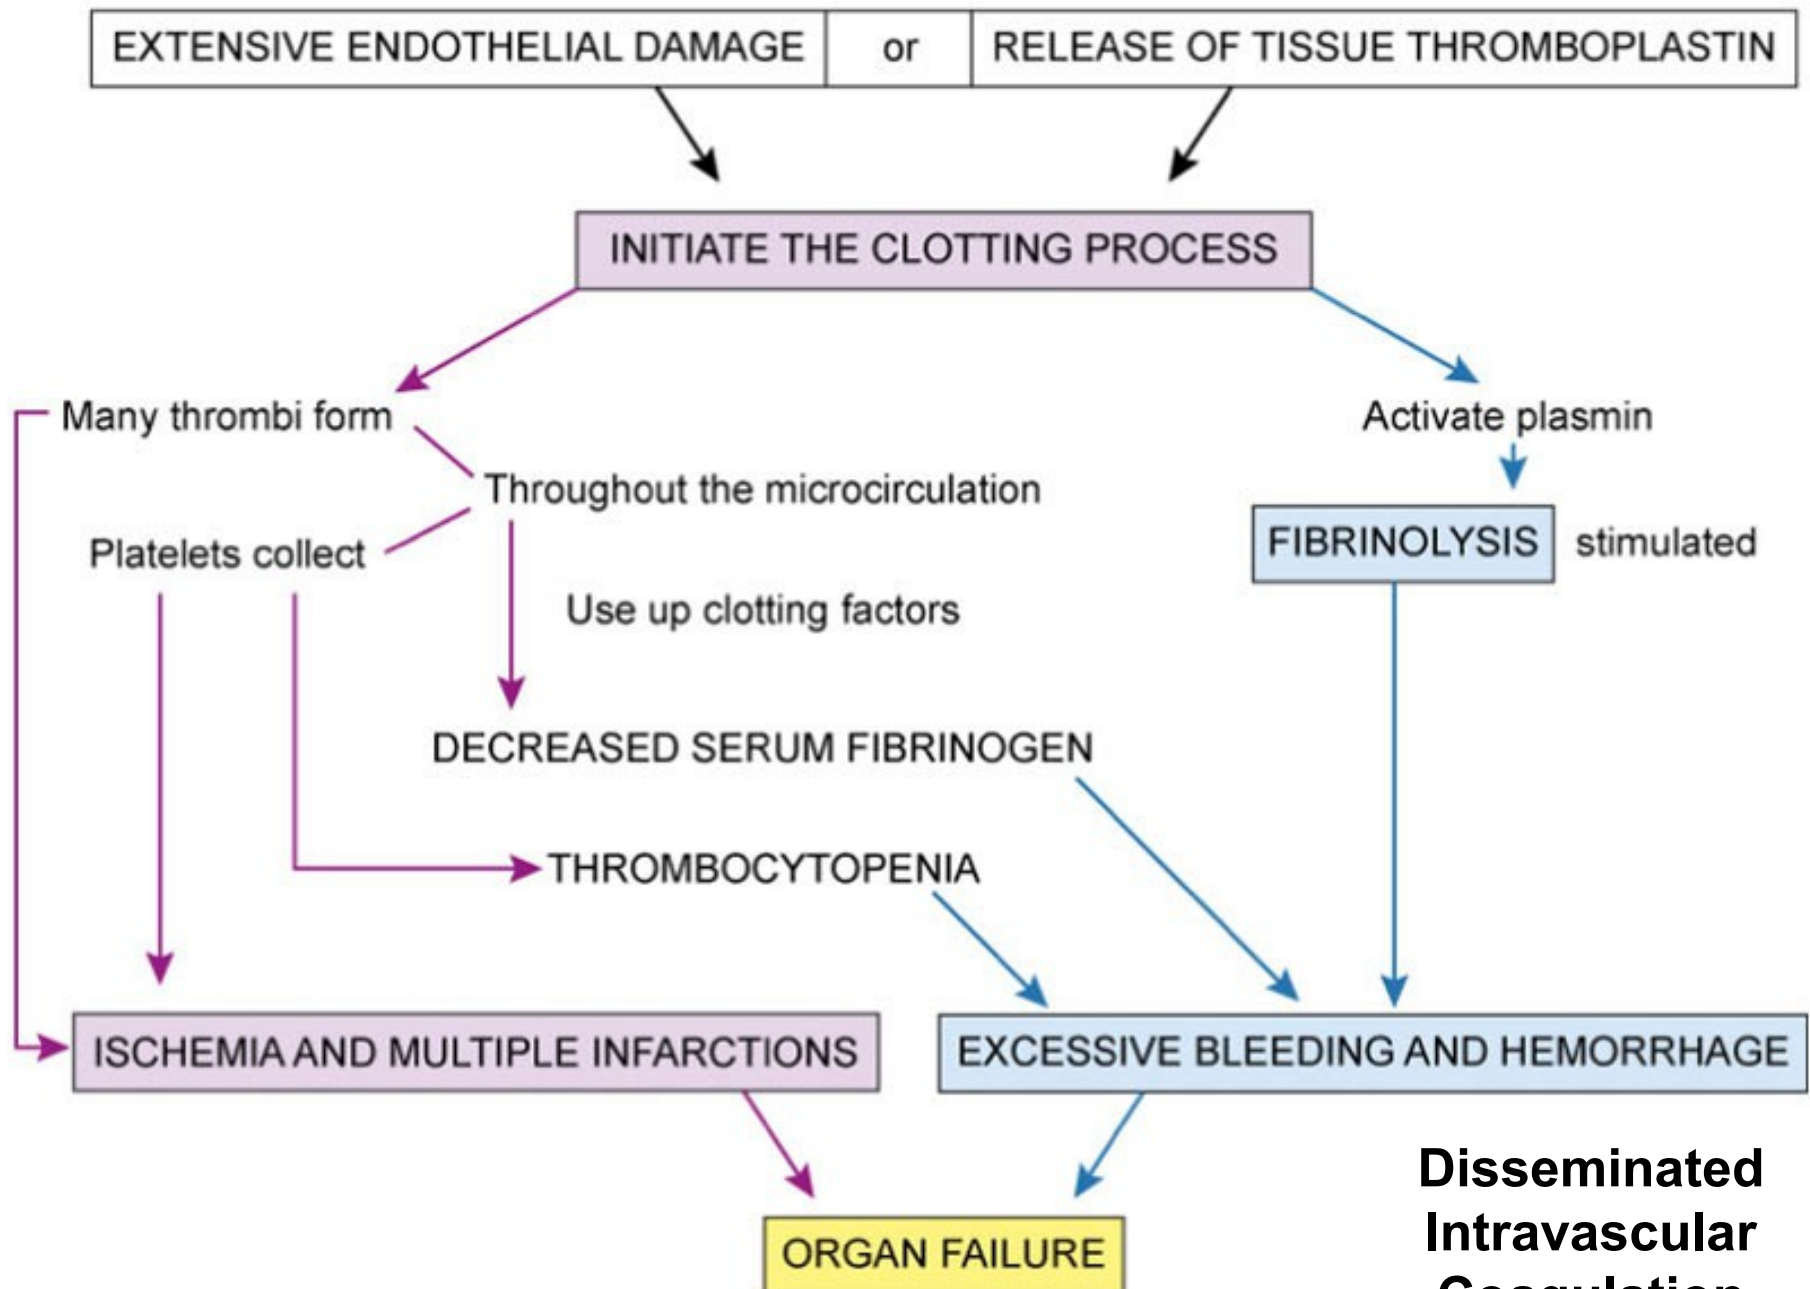 EXTENSIVE ENDOTHELIAL DAMAGE or RELEASE OF TISSUE THROMBOPLASTIN
INITIATE THE CLOTTING PROCESS
Many thrombi form
Activate plasmin
Throughout the microcirculation
Platelets collect
FIBRINOLYSIS stimulated
Use up clotting factors
DECREASED SERUM FIBRINOGEN
THROMBOCYTOPENIA
ISCHEMIA AND MULTIPLE INFARCTIONS
EXCESSIVE BLEEDING AND HEMORRHAGE
Disseminated
Intravascular
Coagulation
ORGAN FAILURE